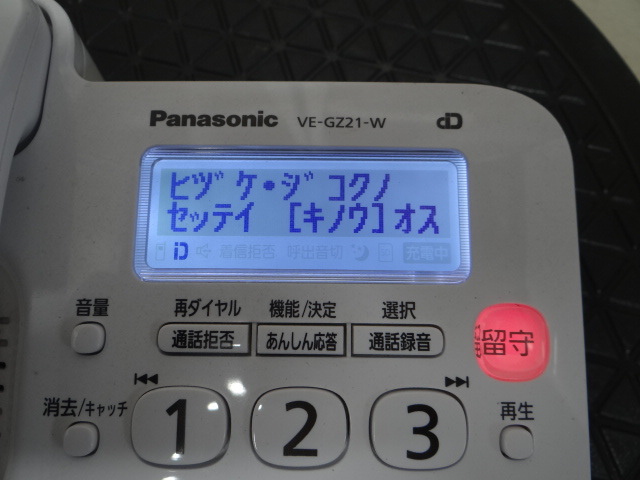 Panasonic VE-GZ21-W
ヒヅケ・ジコクノ
セッテイ [キノウ]オス
D 着信拒否 呼出音切 充電中
音量 再ダイヤル 機能/決定 選択
通話拒否 あんしん応答 通話録音 留守
消去/キャッチ 1 2 3 再生